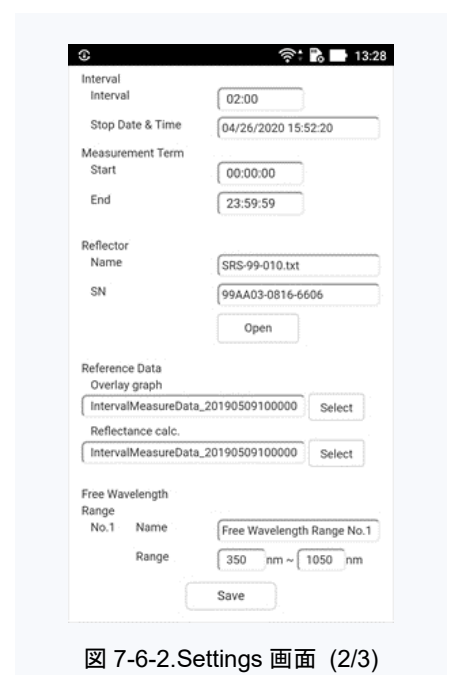 13:28
Interval
Interval 02:00
Stop Date & Time 04/26/2020 15:52:20
Measurement Term
Start 00:00:00
End 23:59:59
Reflector
Name SRS-99-010.txt
SN 99AA03-0816-6606
Open
Reference Data
Overlay graph
IntervalMeasureData_20190509100000 Select
Reflectance calc.
IntervalMeasureData_20190509100000 Select
Free Wavelength
Range
No.1 Name Free Wavelength Range No.1
Range 350 nm ~ 1050 nm
Save
図 7-6-2.Settings 画面 (2/3)